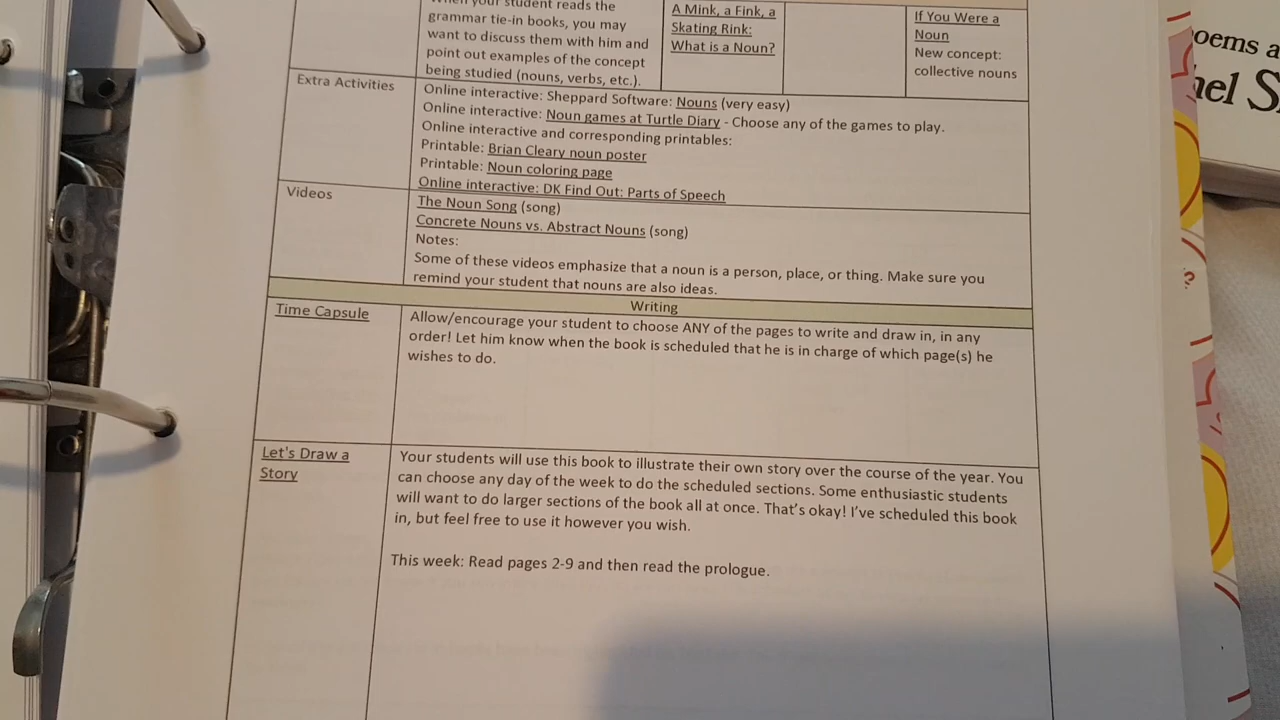 When your student reads the
grammar tie-in books, you may
want to discuss them with him and
point out examples of the concept
being studied (nouns, verbs, etc.).
A Mink, a Fink, a
Skating Rink:
What is a Noun?
If You Were a
Noun
New concept:
collective nouns
Extra Activities
Online interactive: Sheppard Software: Nouns (very easy)
Online interactive: Noun games at Turtle Diary - Choose any of the games to play.
Online interactive and corresponding printables:
Printable: Brian Cleary noun poster
Printable: Noun coloring page
Online interactive: DK Find Out: Parts of Speech
Videos
The Noun Song (song)
Concrete Nouns vs. Abstract Nouns (song)
Notes:
Some of these videos emphasize that a noun is a person, place, or thing. Make sure you
remind your student that nouns are also ideas.
Writing
Time Capsule
Allow/encourage your student to choose ANY of the pages to write and draw in, in any
order! Let him know when the book is scheduled that he is in charge of which page(s) he
wishes to do.
Let's Draw a
Story
Your students will use this book to illustrate their own story over the course of the year. You
can choose any day of the week to do the scheduled sections. Some enthusiastic students
will want to do larger sections of the book all at once. That's okay! I've scheduled this book
in, but feel free to use it however you wish.
This week: Read pages 2-9 and then read the prologue.
oems a
hel S
?